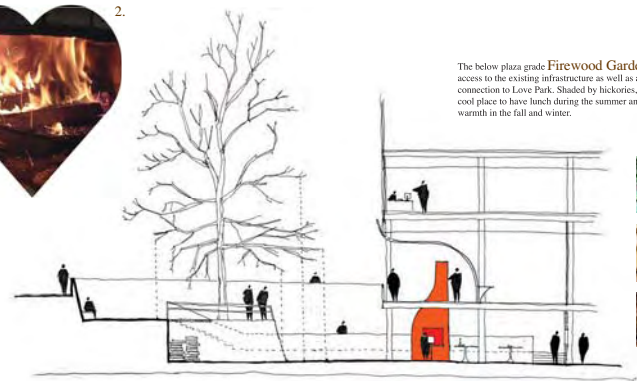 2.
The below plaza grade Firewood Garde
access to the existing infrastructure as well as a
connection to Love Park. Shaded by hickories,
cool place to have lunch during the summer an
warmth in the fall and winter.